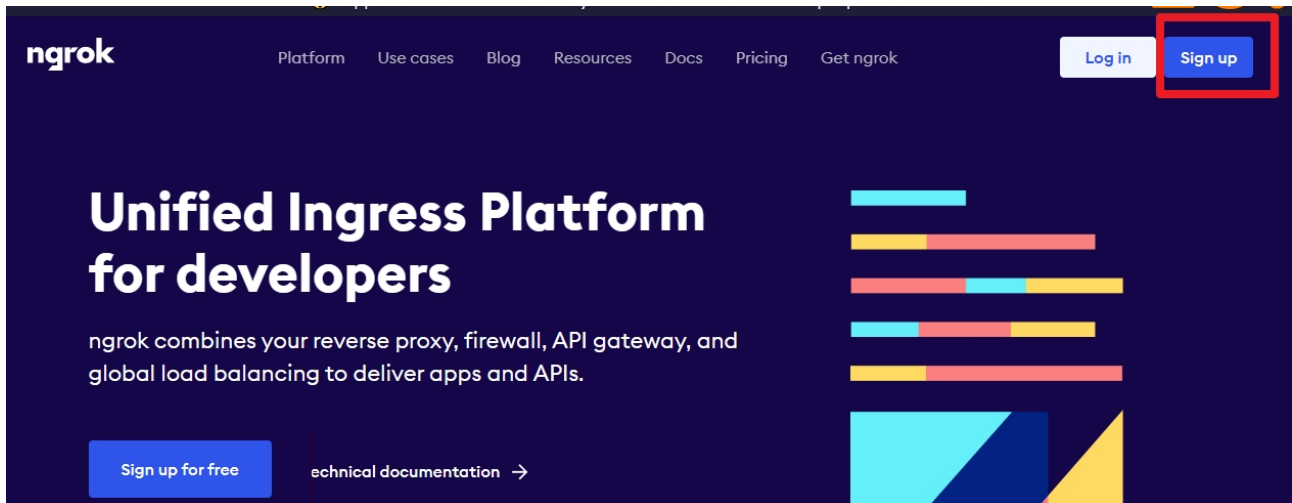 ngrok
Platform Use cases Blog Resources Docs Pricing Get ngrok Log in Sign up
Unified Ingress Platform
for developers
ngrok combines your reverse proxy, firewall, API gateway, and
global load balancing to deliver apps and APIs.
Sign up for free echnical documentation →